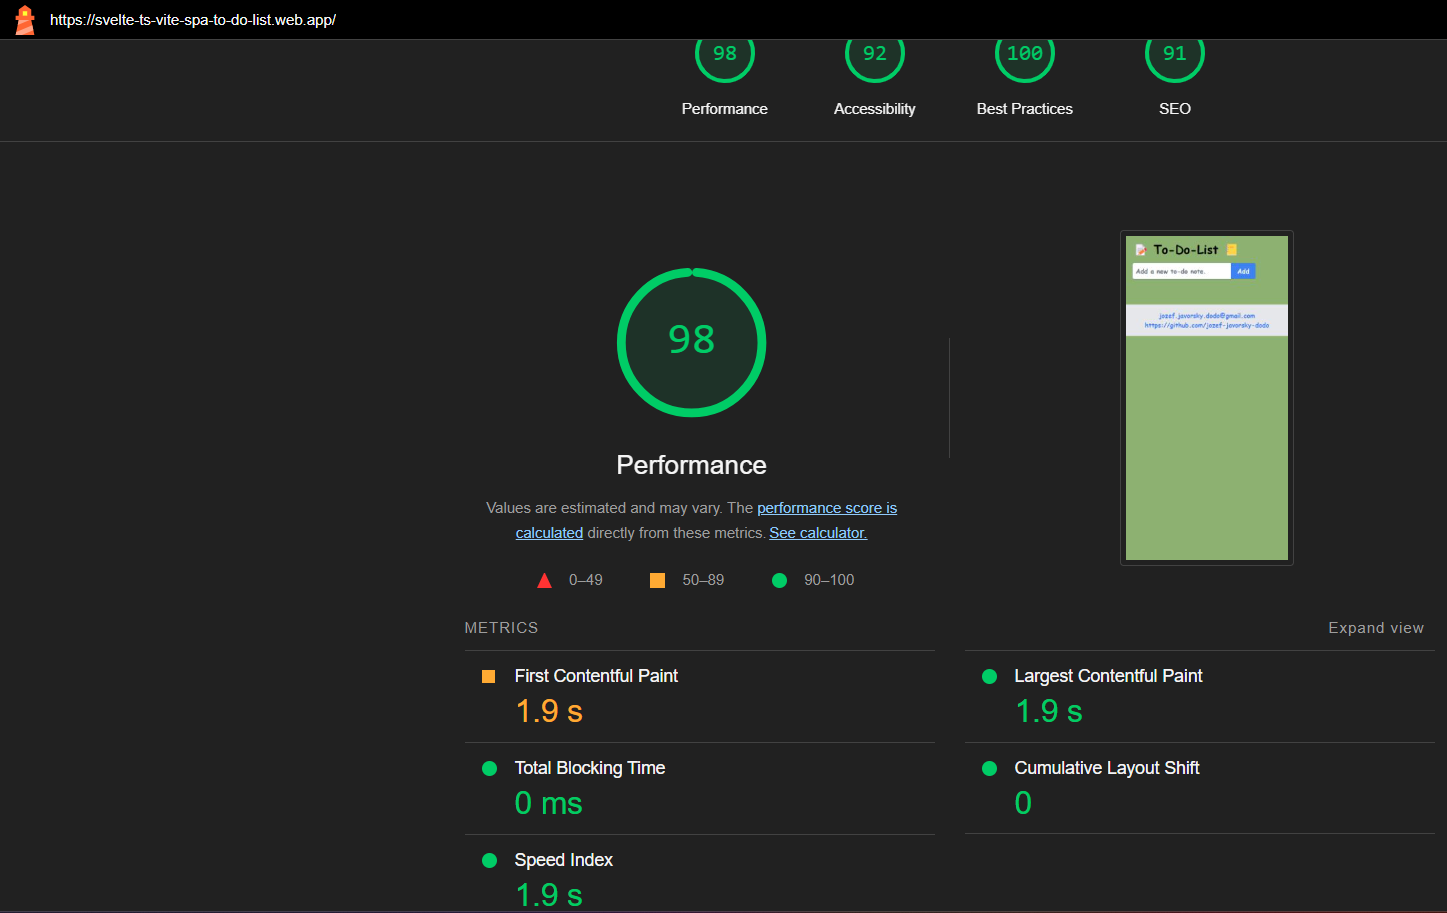 https://svelte-ts-vite-spa-to-do-list.web.app/
98 92 100 91
Performance Accessibility Best Practices SEO
98
Performance
Values are estimated and may vary. The performance score is
calculated directly from these metrics. See calculator.
0–49 50–89 90–100
To-Do-List
Add a new to-do note. Add
jozef.javorsky.dodo@gmail.com
https://github.com/jozef-javorsky-dodo
METRICS Expand view
First Contentful Paint
1.9 s
Largest Contentful Paint
1.9 s
Total Blocking Time
0 ms
Cumulative Layout Shift
0
Speed Index
1.9 s